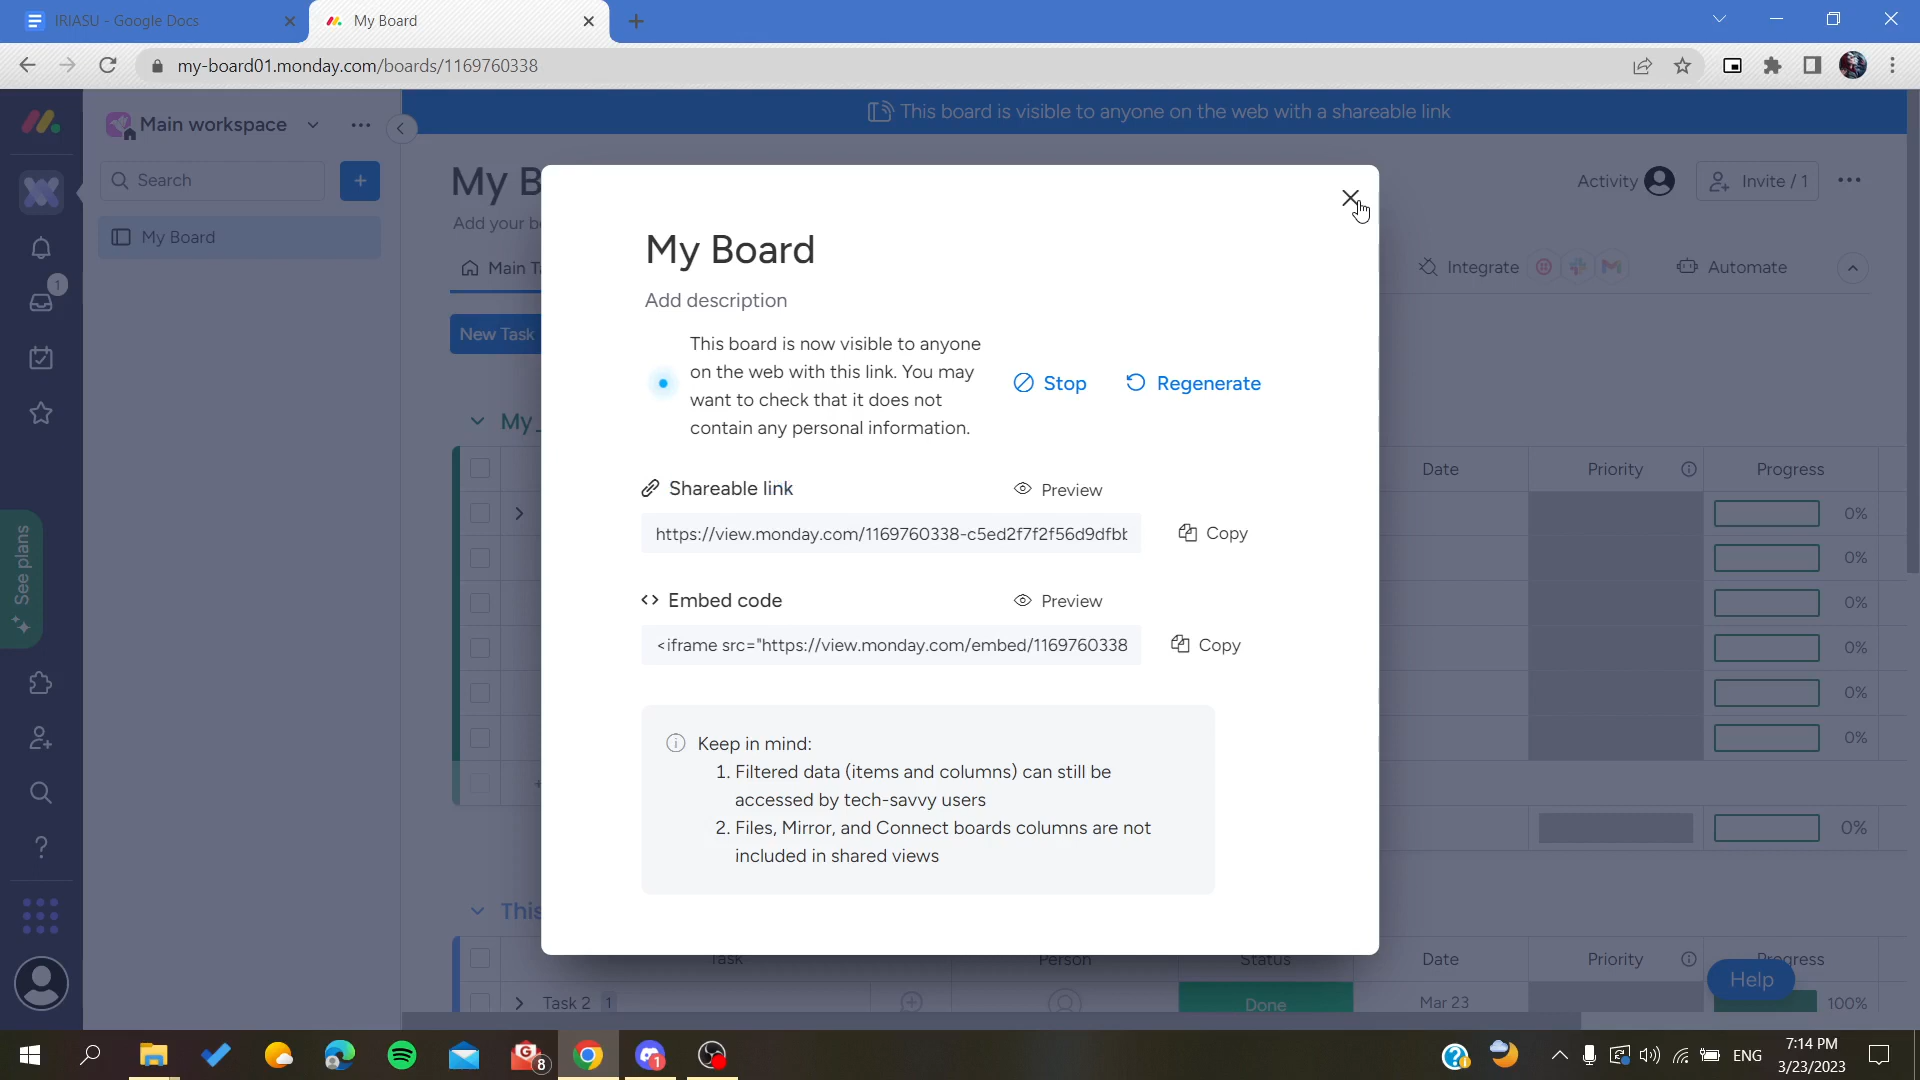 IRIASU - Google Docs
My Board
my-board01.monday.com/boards/1169760338
This board is visible to anyone on the web with a shareable link
Main workspace
Search
+
My Board
My B
Activity
Invite / 1
Add your b
Main Ta
Integrate
Automate
New Task
1
See plans
My Board
Add description
This board is now visible to anyone
on the web with this link. You may
want to check that it does not
contain any personal information.
Stop
Regenerate
Shareable link
Preview
https://view.monday.com/1169760338-c5ed2f7f2f56d9dfbb
Copy
<> Embed code
Preview
<iframe src="https://view.monday.com/embed/1169760338
Copy
Keep in mind:
1. Filtered data (items and columns) can still be
accessed by tech-savvy users
2. Files, Mirror, and Connect boards columns are not
included in shared views
My_
Date
Priority
Progress
0%
0%
0%
0%
0%
0%
0%
This
Task
Person
Status
Date
Priority
Progress
Task 2 1
Done
Mar 23
100%
Help
8
1
ENG
7:14 PM
3/23/2023